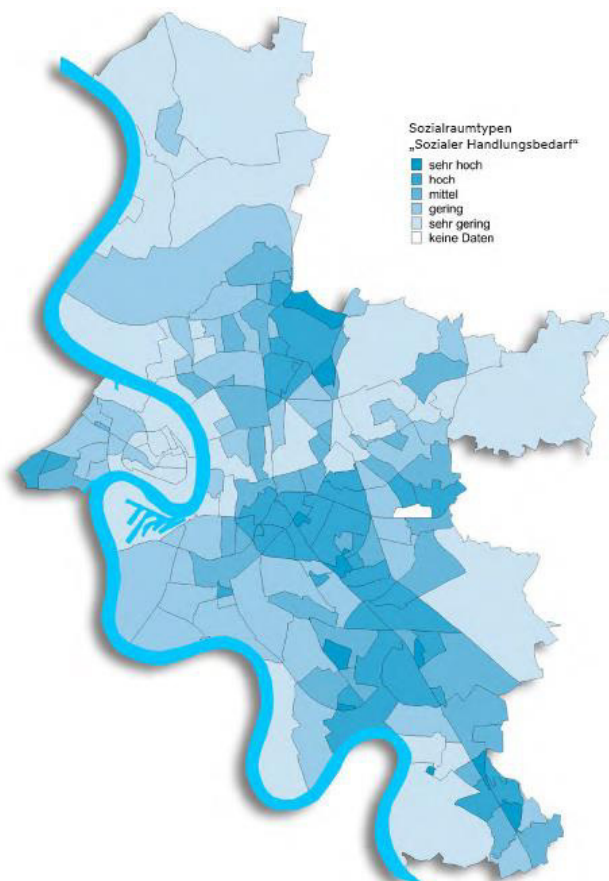 Sozialraumtypen
„Sozialer Handlungsbedarf“
sehr hoch
hoch
mittel
gering
sehr gering
keine Daten